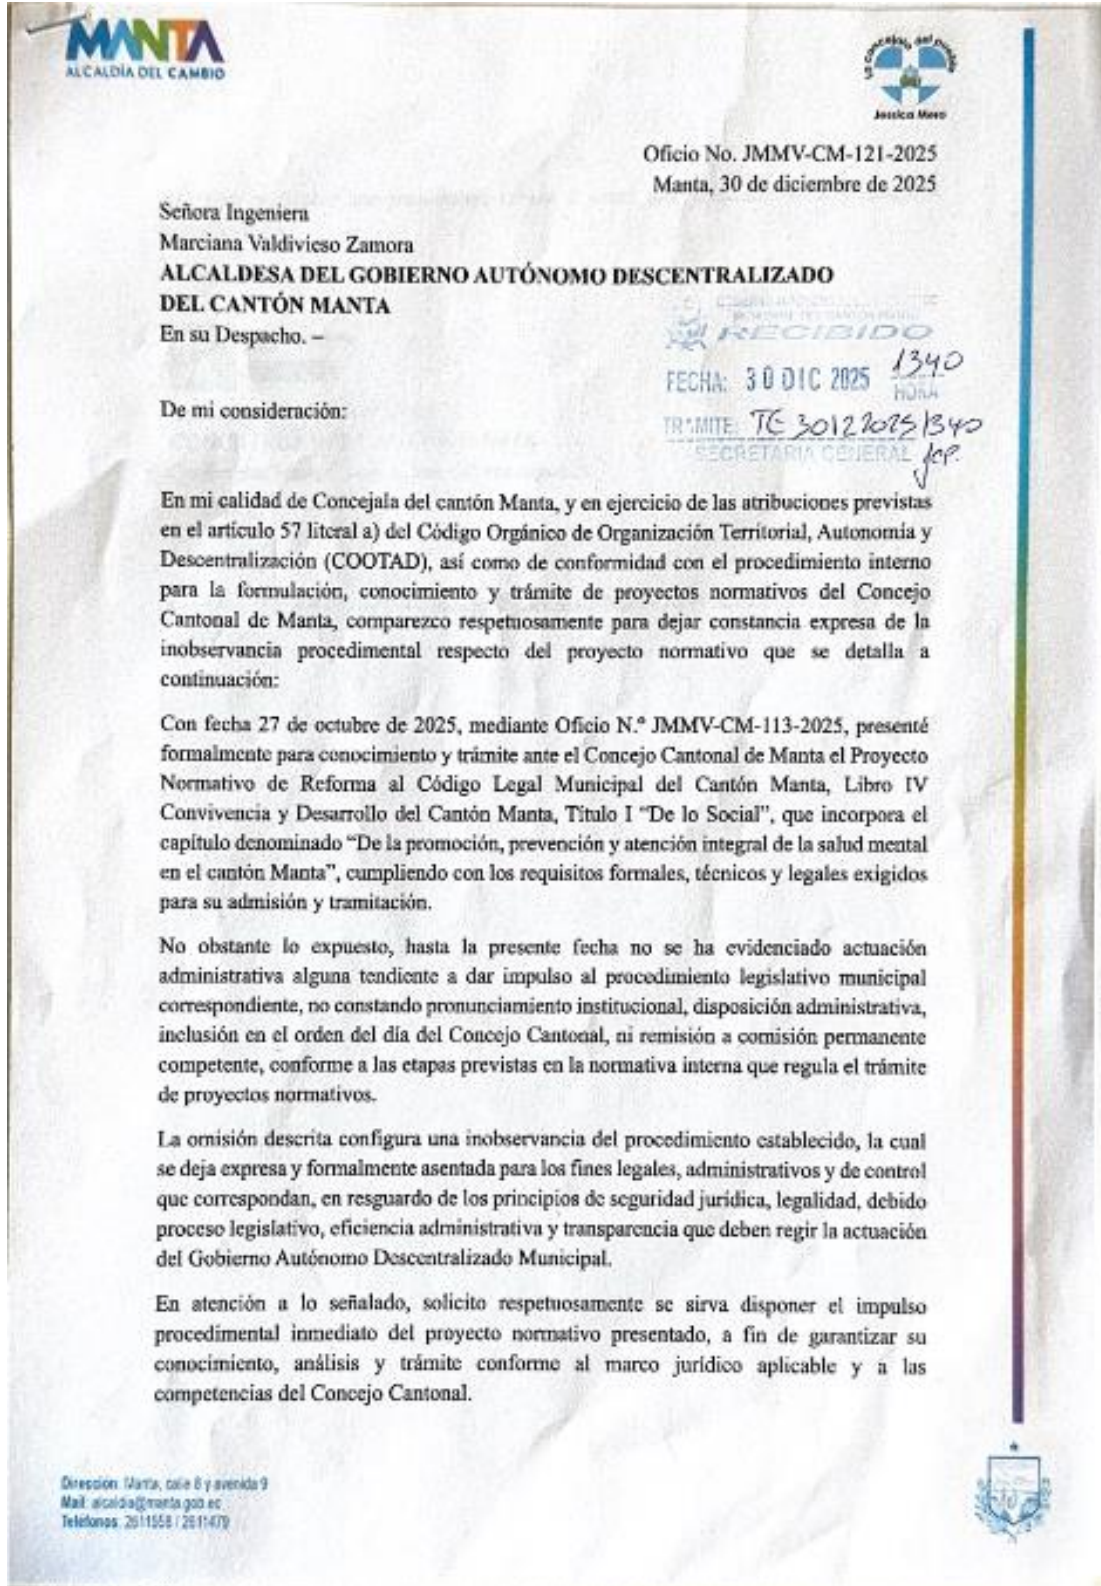 MANTA
ALCALDÍA DEL CAMBIO
La concejala del pueblo
Jessica Mero
Oficio No. JMMV-CM-121-2025
Manta, 30 de diciembre de 2025
Señora Ingeniera
Marciana Valdivieso Zamora
ALCALDESA DEL GOBIERNO AUTÓNOMO DESCENTRALIZADO
DEL CANTÓN MANTA
En su Despacho. –
RECIBIDO
FECHA: 30 DIC 2025 1340
HORA
TRAMITE: TE 301220251340
SECRETARIA GENERAL
De mi consideración:
En mi calidad de Concejala del cantón Manta, y en ejercicio de las atribuciones previstas
en el artículo 57 literal a) del Código Orgánico de Organización Territorial, Autonomía y
Descentralización (COOTAD), así como de conformidad con el procedimiento interno
para la formulación, conocimiento y trámite de proyectos normativos del Concejo
Cantonal de Manta, comparezco respetuosamente para dejar constancia expresa de la
inobservancia procedimental respecto del proyecto normativo que se detalla a
continuación:
Con fecha 27 de octubre de 2025, mediante Oficio N.º JMMV-CM-113-2025, presenté
formalmente para conocimiento y trámite ante el Concejo Cantonal de Manta el Proyecto
Normativo de Reforma al Código Legal Municipal del Cantón Manta, Libro IV
Convivencia y Desarrollo del Cantón Manta, Título I “De lo Social”, que incorpora el
capítulo denominado “De la promoción, prevención y atención integral de la salud mental
en el cantón Manta”, cumpliendo con los requisitos formales, técnicos y legales exigidos
para su admisión y tramitación.
No obstante lo expuesto, hasta la presente fecha no se ha evidenciado actuación
administrativa alguna tendiente a dar impulso al procedimiento legislativo municipal
correspondiente, no constando pronunciamiento institucional, disposición administrativa,
inclusión en el orden del día del Concejo Cantonal, ni remisión a comisión permanente
competente, conforme a las etapas previstas en la normativa interna que regula el trámite
de proyectos normativos.
La omisión descrita configura una inobservancia del procedimiento establecido, la cual
se deja expresa y formalmente asentada para los fines legales, administrativos y de control
que correspondan, en resguardo de los principios de seguridad jurídica, legalidad, debido
proceso legislativo, eficiencia administrativa y transparencia que deben regir la actuación
del Gobierno Autónomo Descentralizado Municipal.
En atención a lo señalado, solicito respetuosamente se sirva disponer el impulso
procedimental inmediato del proyecto normativo presentado, a fin de garantizar su
conocimiento, análisis y trámite conforme al marco jurídico aplicable y a las
competencias del Concejo Cantonal.
Dirección: Manta, calle 8 y avenida 9
Mail: alcaldia@manta.gob.ec
Teléfonos: 2611558 / 2611479